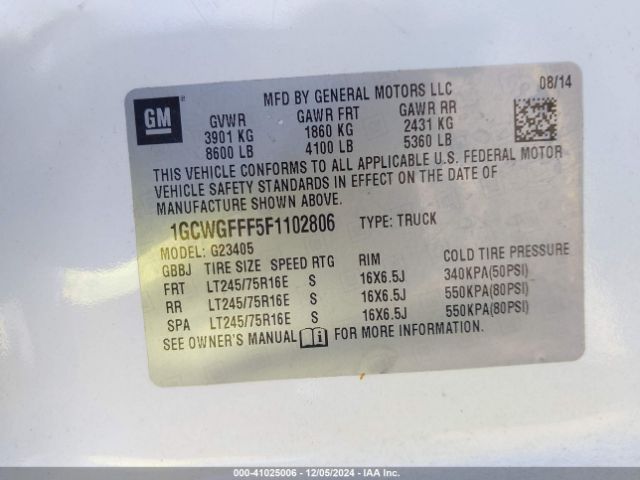 MFD BY GENERAL MOTORS LLC 08/14
GM
GVWR GAWR FRT GAWR RR
3901 KG 1860 KG 2431 KG
8600 LB 4100 LB 5360 LB
THIS VEHICLE CONFORMS TO ALL APPLICABLE U.S. FEDERAL MOTOR
VEHICLE SAFETY STANDARDS IN EFFECT ON THE DATE OF
MANUFACTURE SHOWN ABOVE.
1GCWGFFF5F1102806 TYPE: TRUCK
MODEL: G23405
GBBJ TIRE SIZE SPEED RTG RIM COLD TIRE PRESSURE
FRT LT245/75R16E S 16X6.5J 340KPA(50PSI)
RR LT245/75R16E S 16X6.5J 550KPA(80PSI)
SPA LT245/75R16E S 16X6.5J 550KPA(80PSI)
SEE OWNER'S MANUAL FOR MORE INFORMATION.
000-41025006 - 12/05/2024 - IAA Inc.